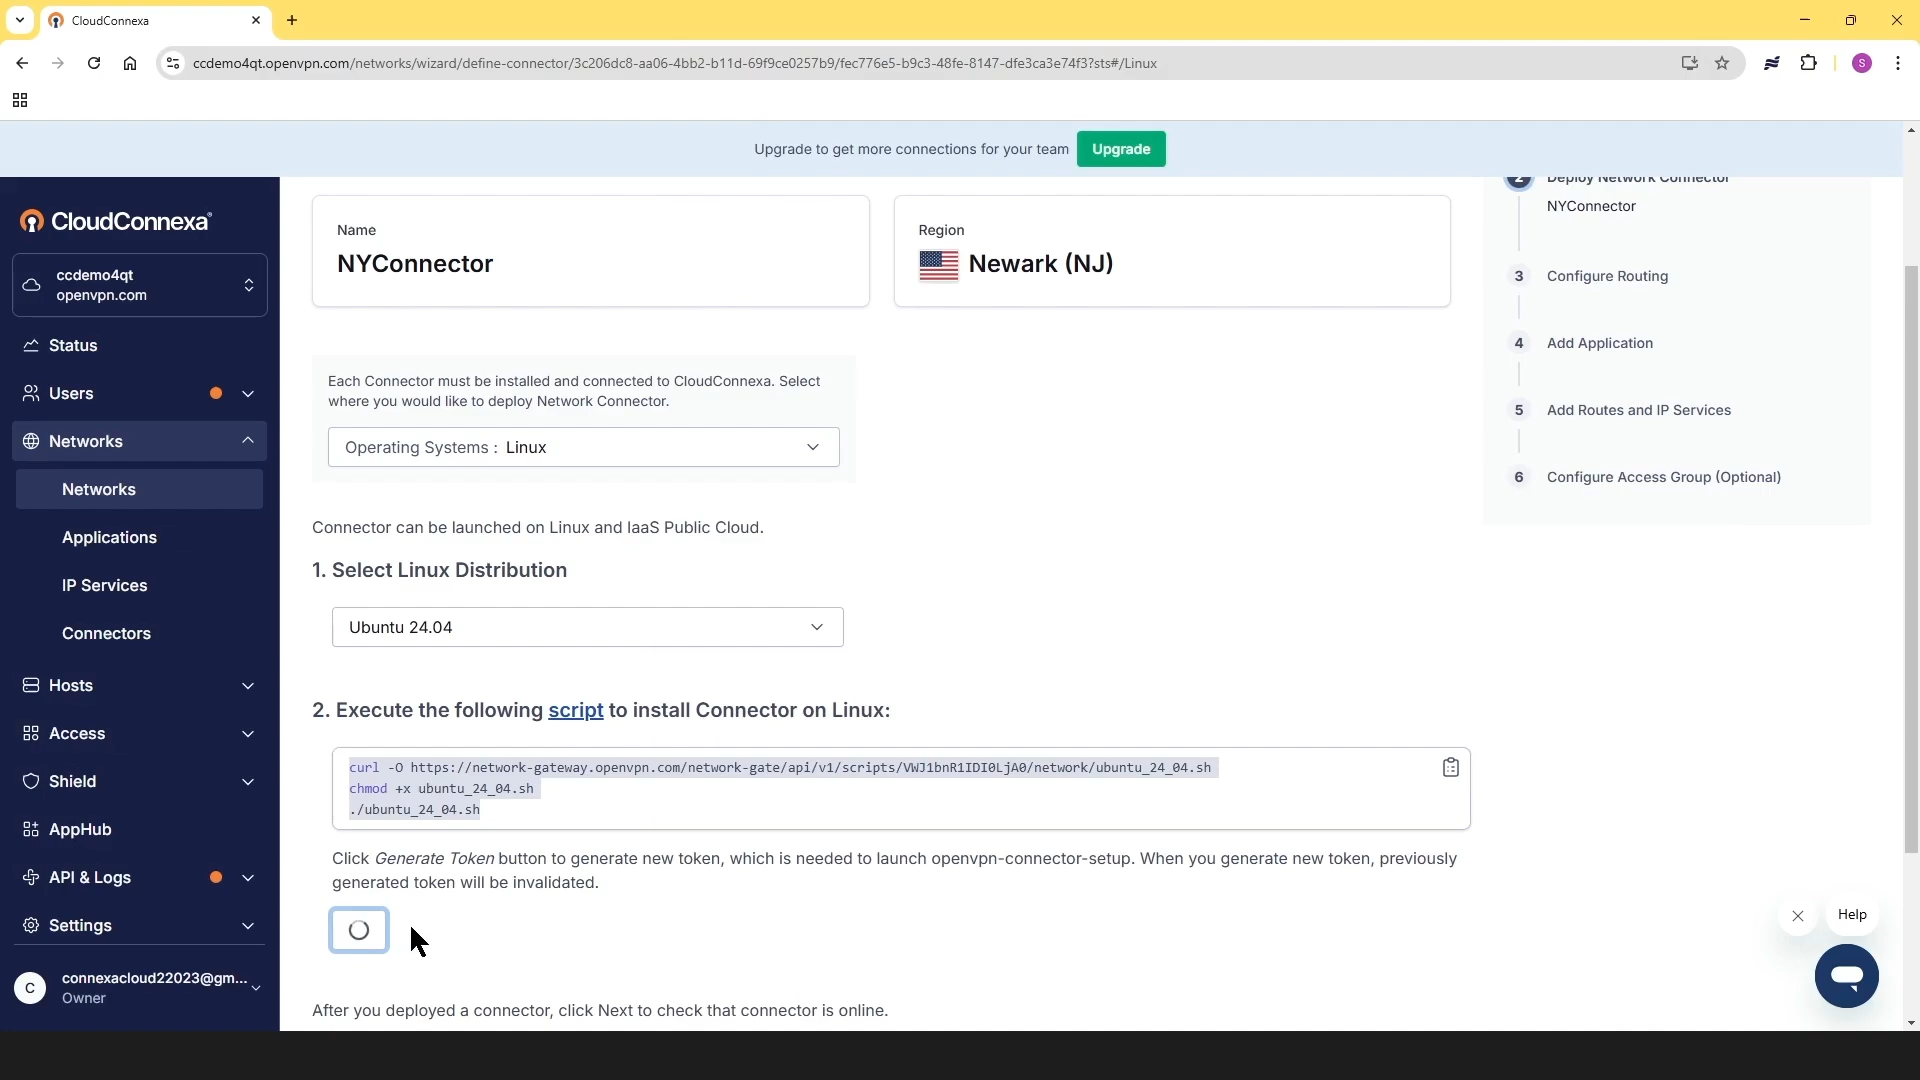 CloudConnexa
ccdemo4qt.openvpn.com/networks/wizard/define-connector/3c206dc8-aa06-4bb2-b11d-69f9ce0257b9/fec776e5-b9c3-48fe-8147-dfe3ca3e74f3?sts#/Linux
S
Upgrade to get more connections for your team
Upgrade
CloudConnexa®
ccdemo4qt
openvpn.com
Status
Users
Networks
Networks
Applications
IP Services
Connectors
Hosts
Access
Shield
AppHub
API & Logs
Settings
C
connexacloud22023@gm...
Owner
Name
NYConnector
Region
Newark (NJ)
Each Connector must be installed and connected to CloudConnexa. Select
where you would like to deploy Network Connector.
Operating Systems : Linux
Connector can be launched on Linux and IaaS Public Cloud.
1. Select Linux Distribution
Ubuntu 24.04
2. Execute the following script to install Connector on Linux:
curl -O https://network-gateway.openvpn.com/network-gate/api/v1/scripts/VWJ1bnR1IDI0LjA0/network/ubuntu_24_04.sh
chmod +x ubuntu_24_04.sh
./ubuntu_24_04.sh
Click Generate Token button to generate new token, which is needed to launch openvpn-connector-setup. When you generate new token, previously
generated token will be invalidated.
After you deployed a connector, click Next to check that connector is online.
2 Deploy Network Connector
NYConnector
3 Configure Routing
4 Add Application
5 Add Routes and IP Services
6 Configure Access Group (Optional)
Help